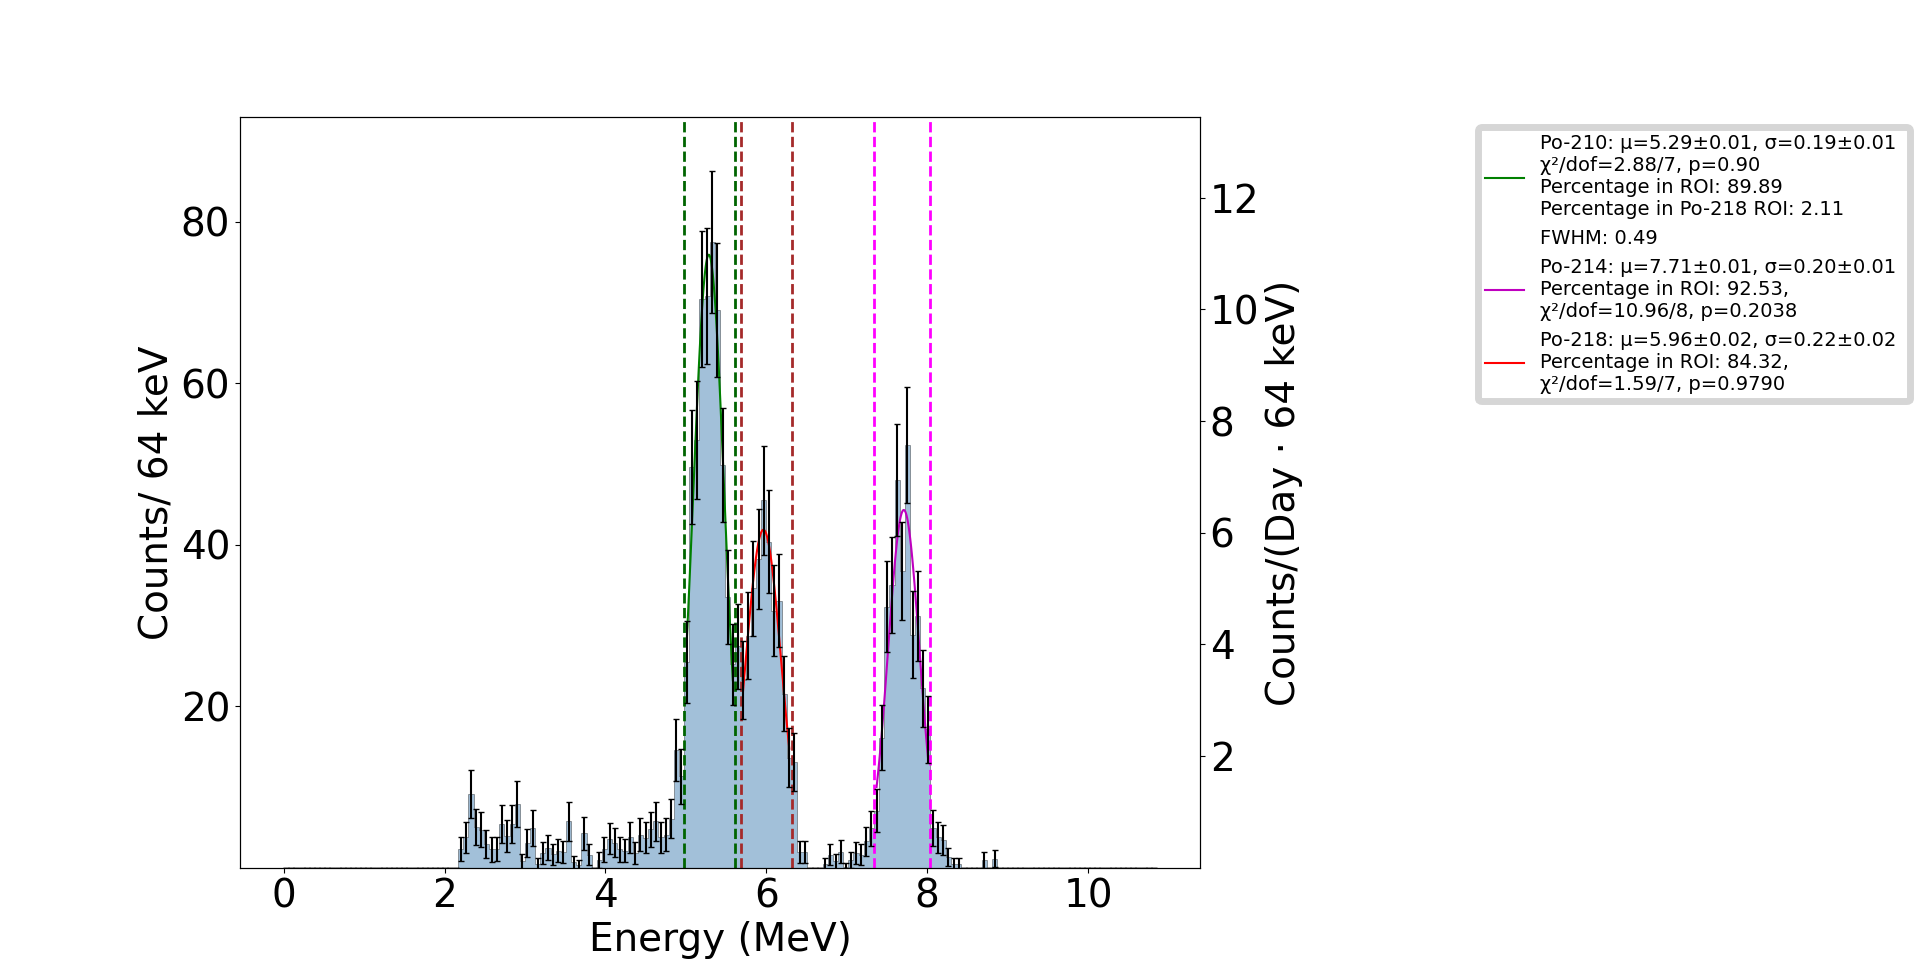 Counts/ 64 keV
80
60
40
20
0
2
4
6
8
10
Energy (MeV)
12
10
8
6
4
2
Counts/(Day · 64 keV)
Po-210: μ=5.29±0.01, σ=0.19±0.01
χ²/dof=2.88/7, p=0.90
Percentage in ROI: 89.89
Percentage in Po-218 ROI: 2.11
FWHM: 0.49
Po-214: μ=7.71±0.01, σ=0.20±0.01
Percentage in ROI: 92.53,
χ²/dof=10.96/8, p=0.2038
Po-218: μ=5.96±0.02, σ=0.22±0.02
Percentage in ROI: 84.32,
χ²/dof=1.59/7, p=0.9790